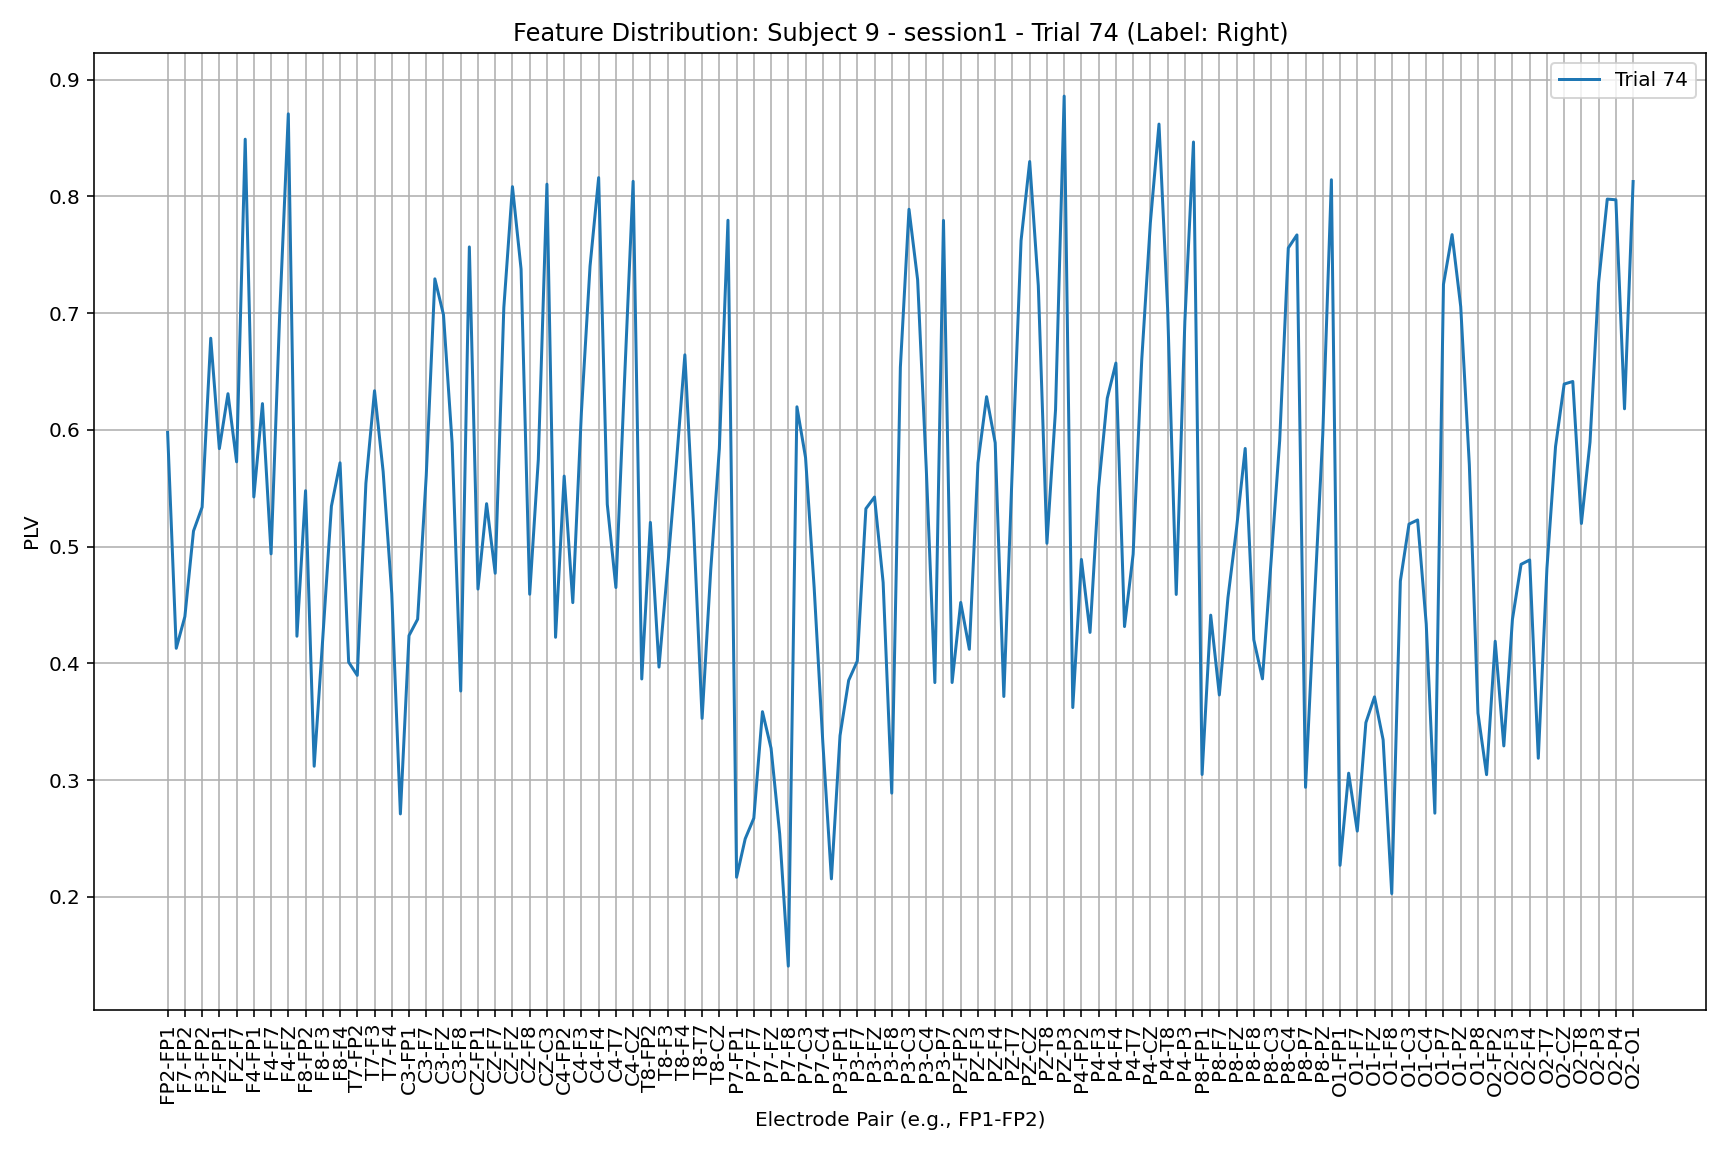 Feature Distribution: Subject 9 - session1 - Trial 74 (Label: Right)
Trial 74
0.9
0.8
0.7
0.6
0.5
0.4
0.3
0.2
PLV
FP2-FP1
F7-FP2
F3-FP2
FZ-FP1
FZ-F7
F4-FP1
F4-F7
F4-FZ
F8-FP2
F8-F3
F8-F4
T7-FP2
T7-F3
T7-F4
C3-FP1
C3-F7
C3-FZ
C3-F8
CZ-FP1
CZ-F7
CZ-FZ
CZ-F8
CZ-C3
C4-FP2
C4-F3
C4-F4
C4-T7
C4-CZ
T8-FP2
T8-F3
T8-F4
T8-T7
T8-CZ
P7-FP1
P7-F7
P7-FZ
P7-F8
P7-C3
P7-C4
P3-FP1
P3-F7
P3-FZ
P3-F8
P3-C3
P3-C4
P3-P7
PZ-FP2
PZ-F3
PZ-F4
PZ-T7
PZ-CZ
PZ-T8
PZ-P3
P4-FP2
P4-F3
P4-F4
P4-T7
P4-CZ
P4-T8
P4-P3
P8-FP1
P8-F7
P8-FZ
P8-F8
P8-C3
P8-C4
P8-P7
P8-PZ
O1-FP1
O1-F7
O1-FZ
O1-F8
O1-C3
O1-C4
O1-P7
O1-PZ
O1-P8
O2-FP2
O2-F3
O2-F4
O2-T7
O2-CZ
O2-T8
O2-P3
O2-P4
O2-O1
Electrode Pair (e.g., FP1-FP2)